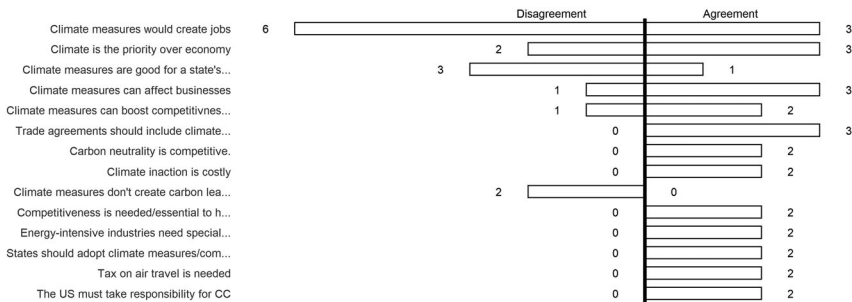 Disagreement Agreement
Climate measures would create jobs 6 3
Climate is the priority over economy 2 3
Climate measures are good for a state's... 3 1
Climate measures can affect businesses 1 3
Climate measures can boost competitivnes... 1 2
Trade agreements should include climate... 0 3
Carbon neutrality is competitive. 0 2
Climate inaction is costly 0 2
Climate measures don't create carbon lea... 2 0
Competitiveness is needed/essential to h... 0 2
Energy-intensive industries need special... 0 2
States should adopt climate measures/com... 0 2
Tax on air travel is needed 0 2
The US must take responsibility for CC 0 2